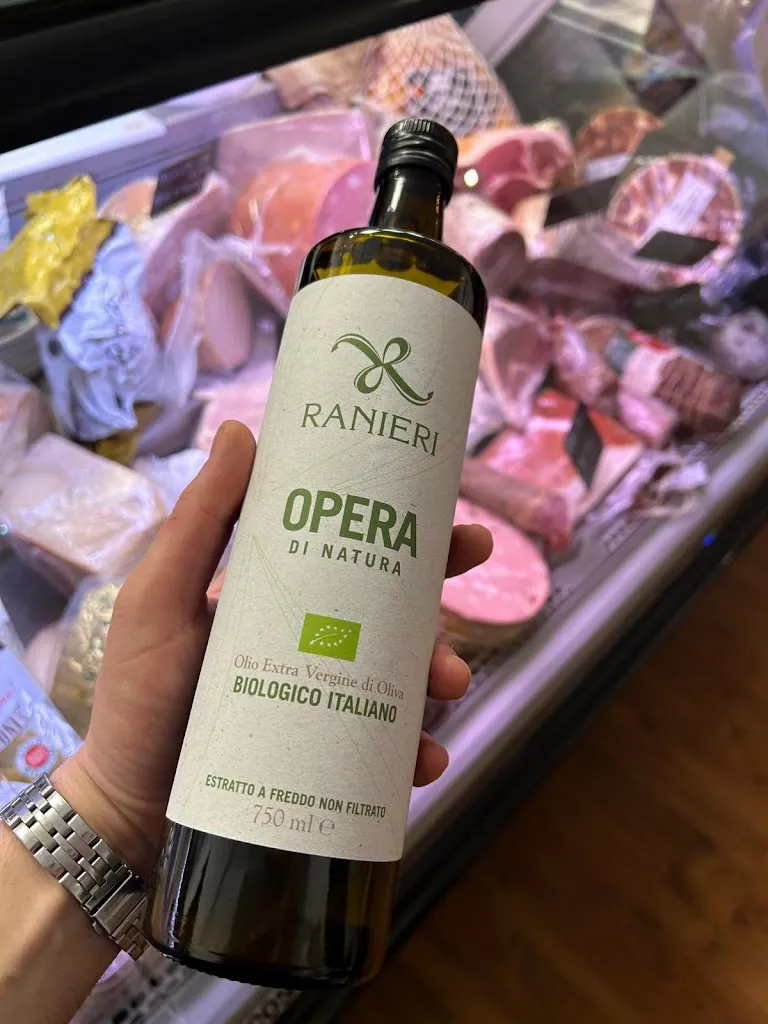 RANIERI
OPERA
DI NATURA
Olio Extra Vergine di Oliva
BIOLOGICO ITALIANO
ESTRATTO A FREDDO NON FILTRATO
750 ml ℮